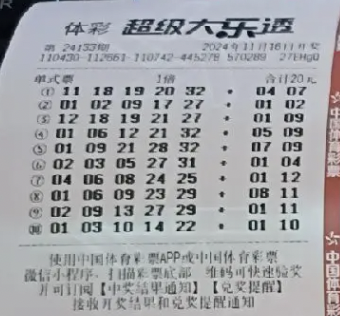 体彩 超级大乐透
第 24133期 2024年11月16日开奖
110430-112661-110742-445278 570289 27EHgQ
单式票 1倍 合计20元
① 11 18 19 20 32 + 04 07
② 01 02 09 17 27 + 01 02
③ 12 18 19 21 27 + 01 09
④ 01 06 12 21 32 + 05 09
⑤ 01 09 21 28 32 + 07 09
⑥ 02 03 05 27 31 + 01 04
⑦ 04 06 08 24 25 + 01 12
⑧ 01 06 09 23 29 + 08 11
⑨ 02 09 13 27 29 + 01 11
⑩ 01 03 10 14 22 + 01 10
使用中国体育彩票APP或中国体育彩票
微信小程序，扫描彩票底部二维码可快速验奖
并可订阅【中奖结果通知】【兑奖提醒】
接收开奖结果和兑奖提醒通知
中国体育彩票
中国体育